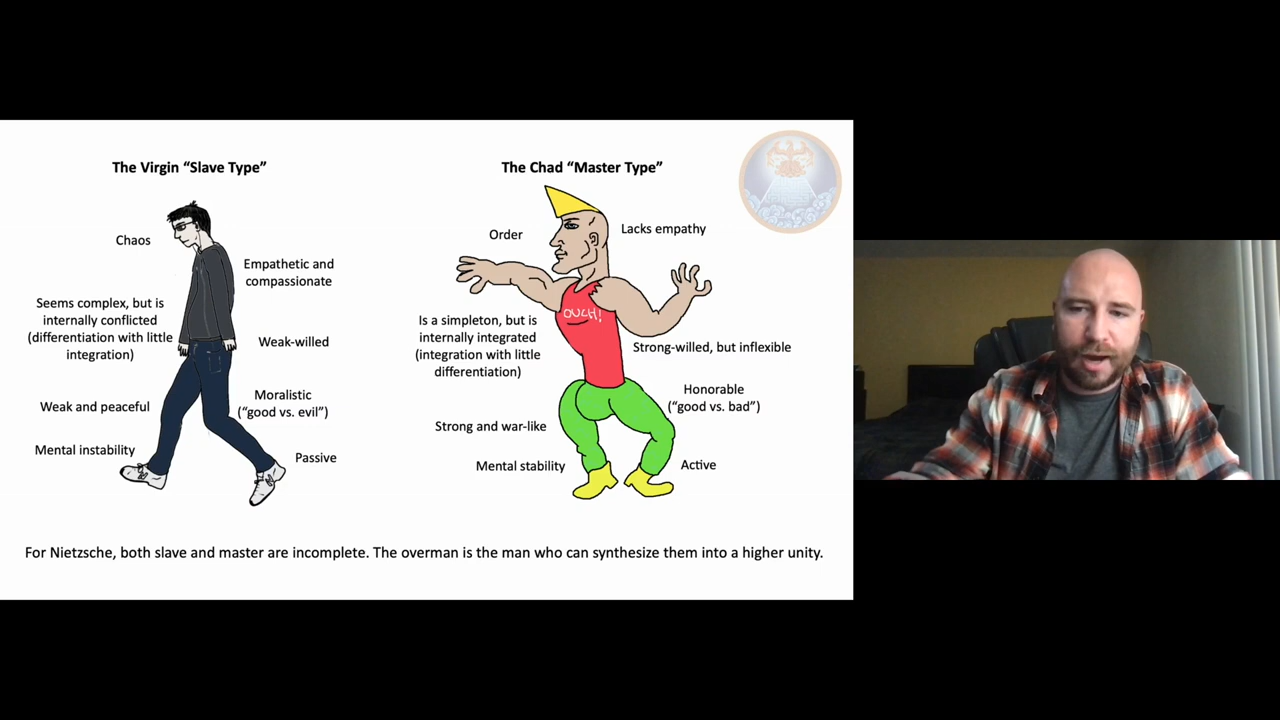 The Virgin “Slave Type”
Chaos
Empathetic and
compassionate
Seems complex, but is
internally conflicted
(differentiation with little
integration)
Weak-willed
Weak and peaceful
Moralistic
(“good vs. evil”)
Mental instability
Passive
The Chad “Master Type”
Order
Lacks empathy
OUCH!
Is a simpleton, but is
internally integrated
(integration with little
differentiation)
Strong-willed, but inflexible
Honorable
(“good vs. bad”)
Strong and war-like
Mental stability
Active
For Nietzsche, both slave and master are incomplete. The overman is the man who can synthesize them into a higher unity.